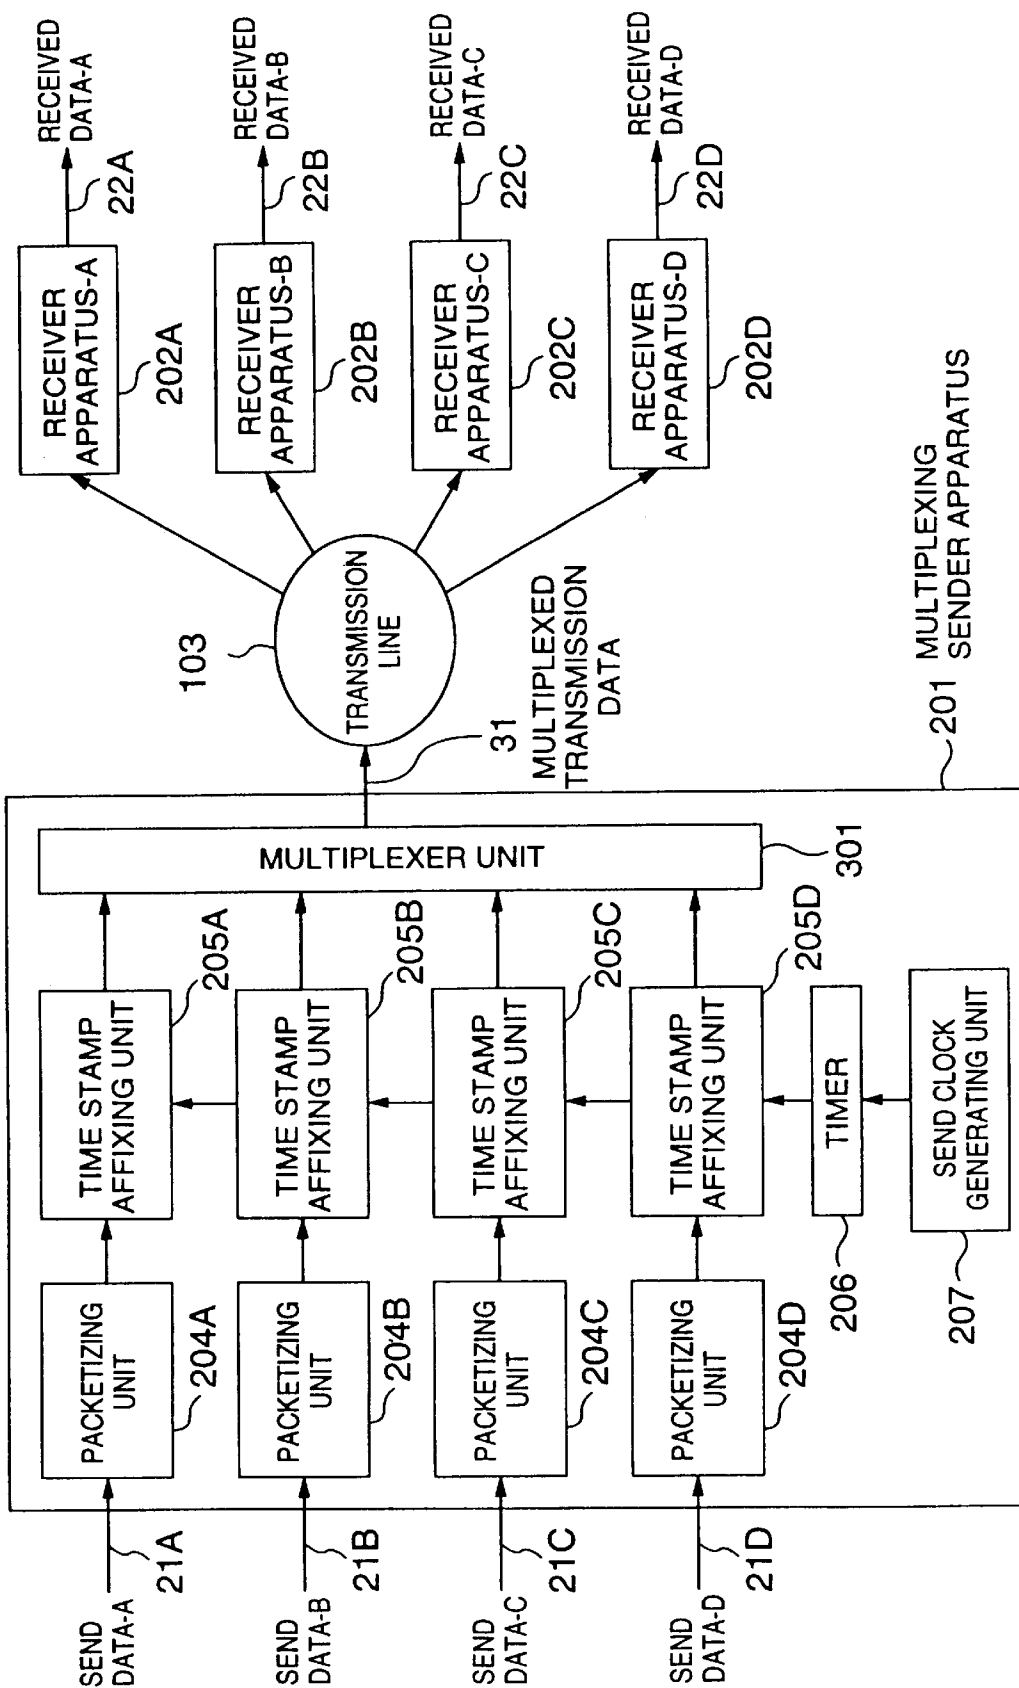 SEND
DATA-A
21A
PACKETIZING
UNIT
204A
TIME STAMP
AFFIXING UNIT
205A
SEND
DATA-B
21B
PACKETIZING
UNIT
204B
TIME STAMP
AFFIXING UNIT
205B
SEND
DATA-C
21C
PACKETIZING
UNIT
204C
TIME STAMP
AFFIXING UNIT
205C
SEND
DATA-D
21D
PACKETIZING
UNIT
204D
TIME STAMP
AFFIXING UNIT
205D
TIMER
206
SEND CLOCK
GENERATING UNIT
207
MULTIPLEXER UNIT
301
201
MULTIPLEXING
SENDER APPARATUS
31
MULTIPLEXED
TRANSMISSION
DATA
103
TRANSMISSION
LINE
RECEIVER
APPARATUS-A
202A
22A
RECEIVED
DATA-A
RECEIVER
APPARATUS-B
202B
22B
RECEIVED
DATA-B
RECEIVER
APPARATUS-C
202C
22C
RECEIVED
DATA-C
RECEIVER
APPARATUS-D
202D
22D
RECEIVED
DATA-D